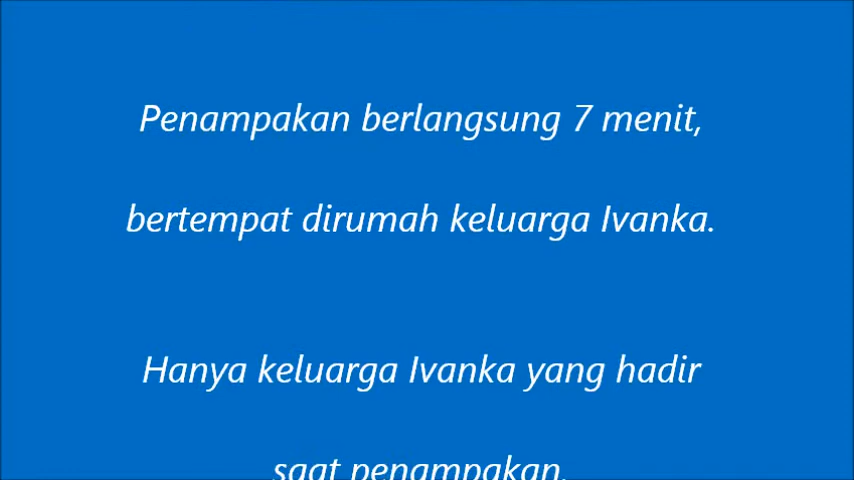 Penampakan berlangsung 7 menit,
bertempat dirumah keluarga Ivanka.
Hanya keluarga Ivanka yang hadir
saat penampakan.